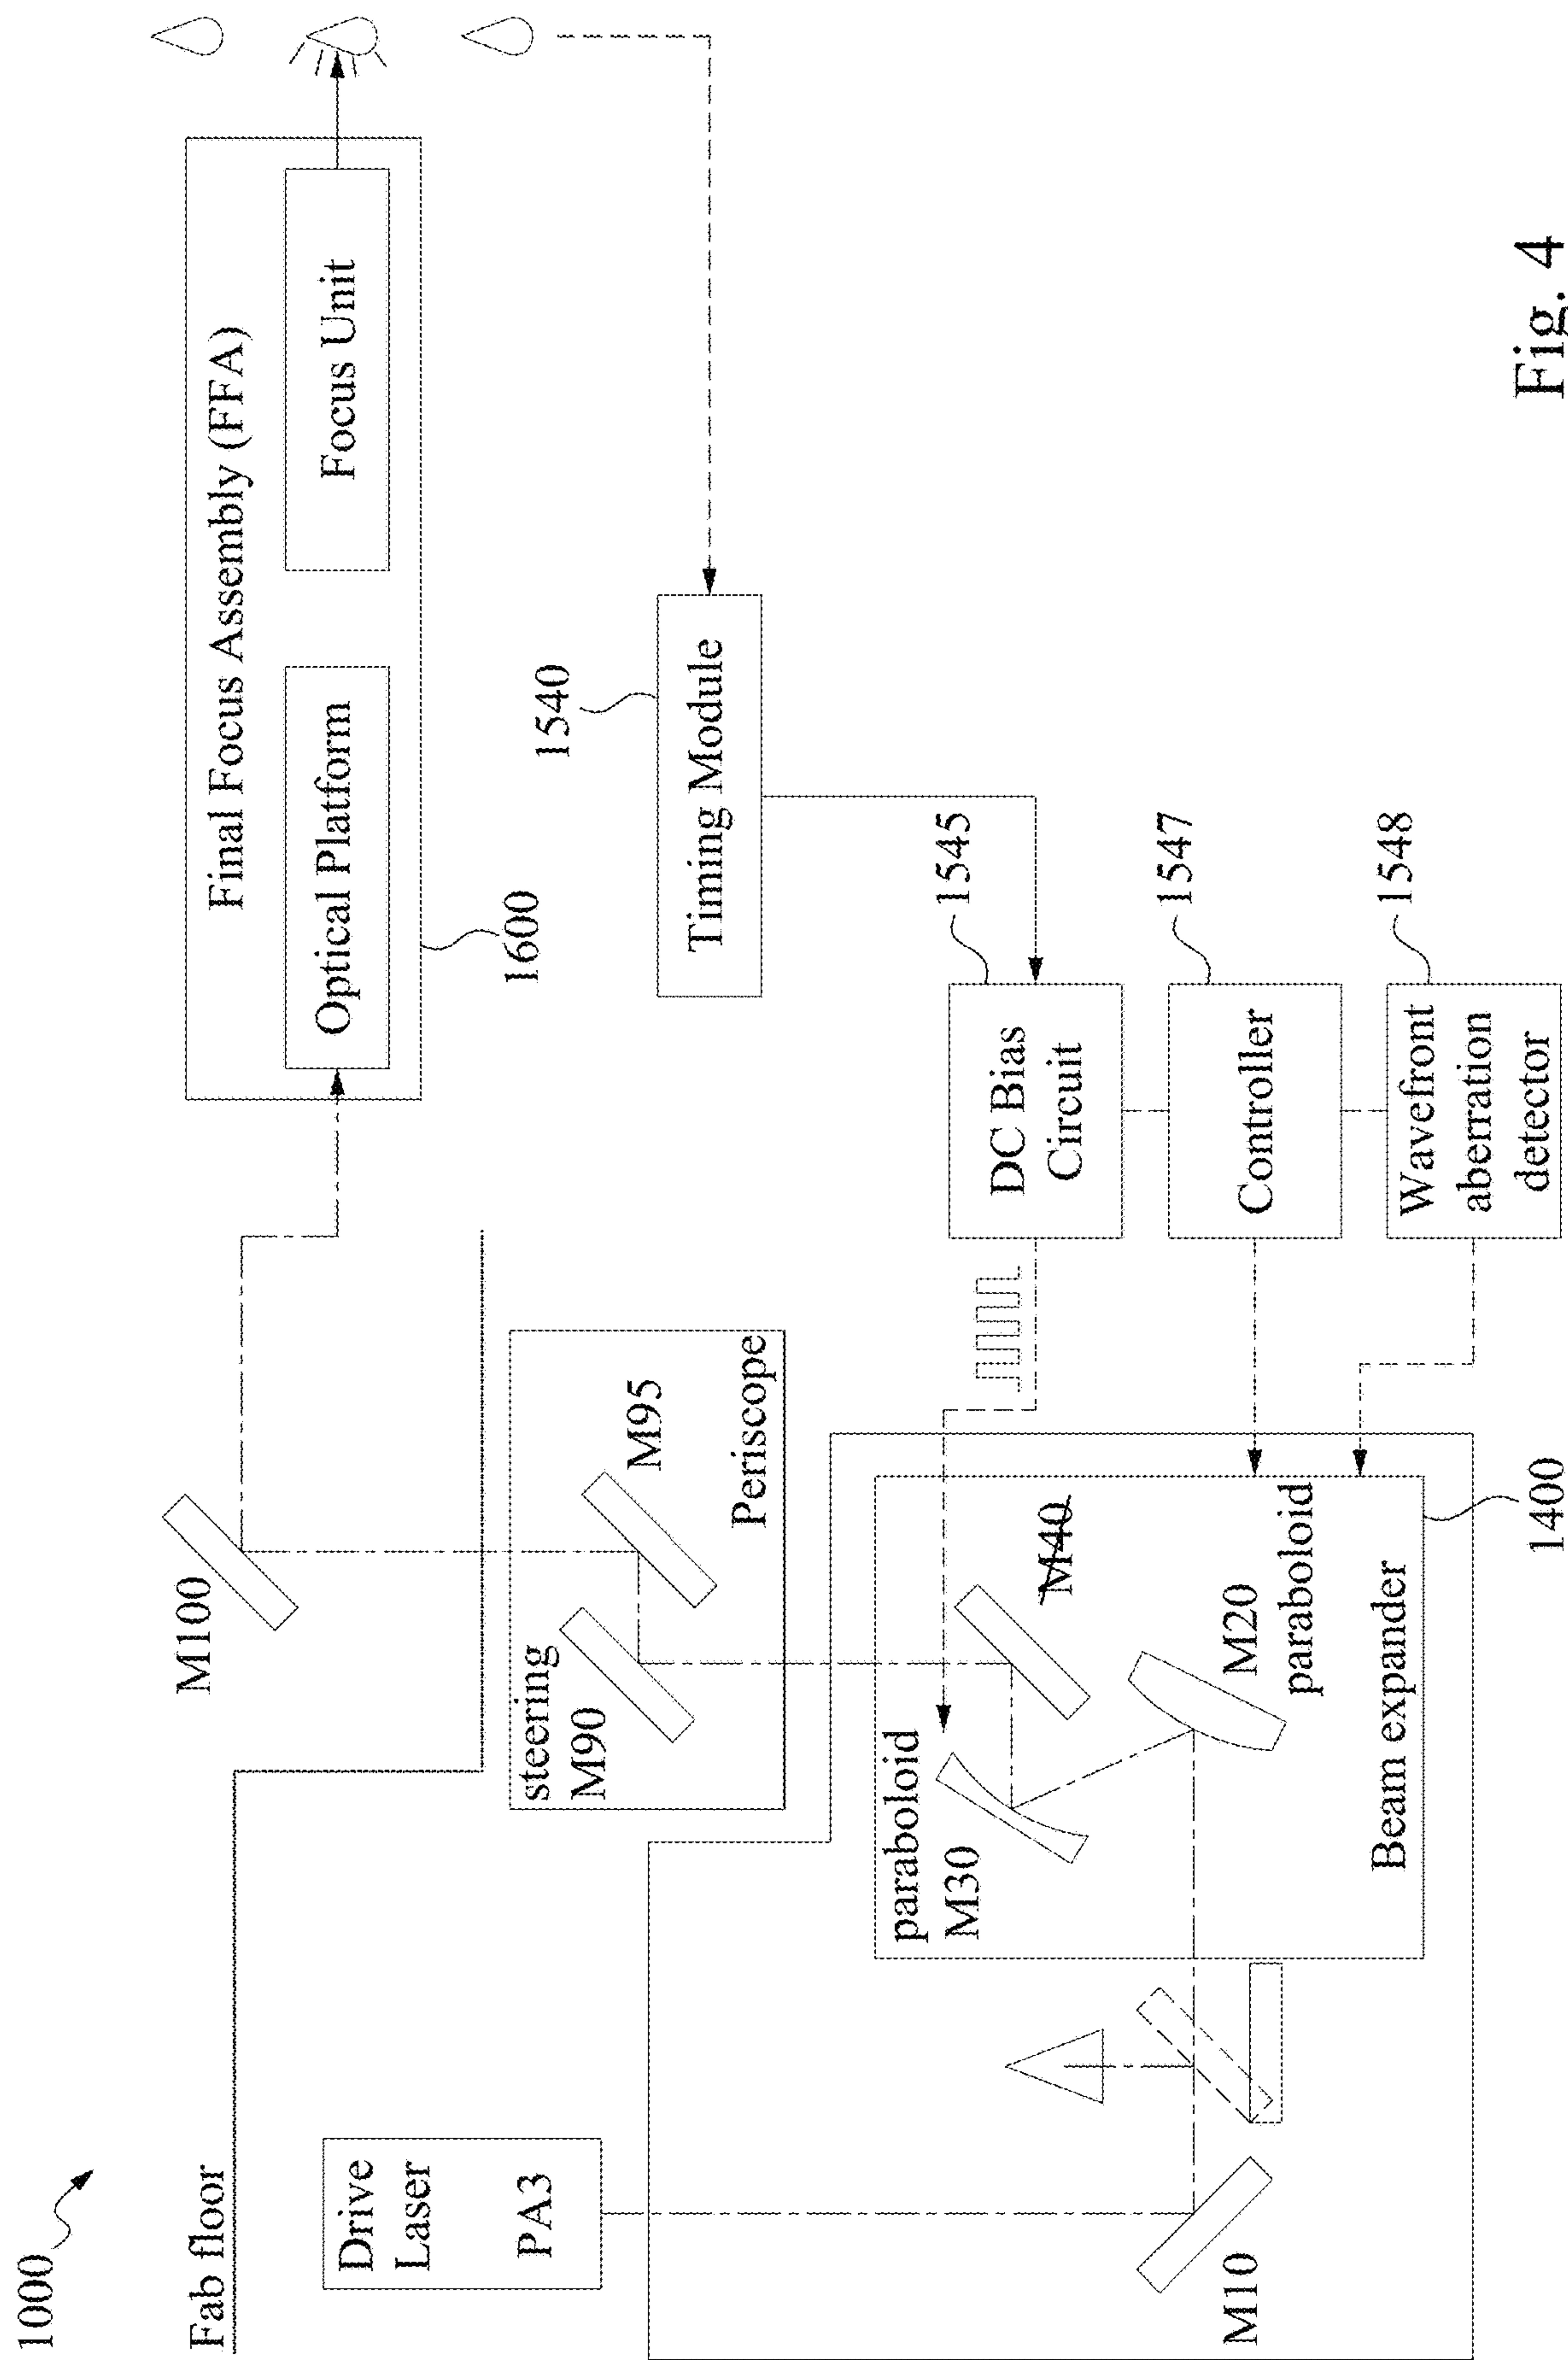 1000
Fab floor
Drive
Laser
PA3
M10
M100
steering
M90
M95
Periscope
paraboloid
M30
M40
M20
paraboloid
Beam expander
1400
Final Focus Assembly (FFA)
Optical Platform
Focus Unit
1600
1540
Timing Module
DC Bias
Circuit
1545
Controller
1547
Wavefront
aberration
detector
1548
Fig. 4